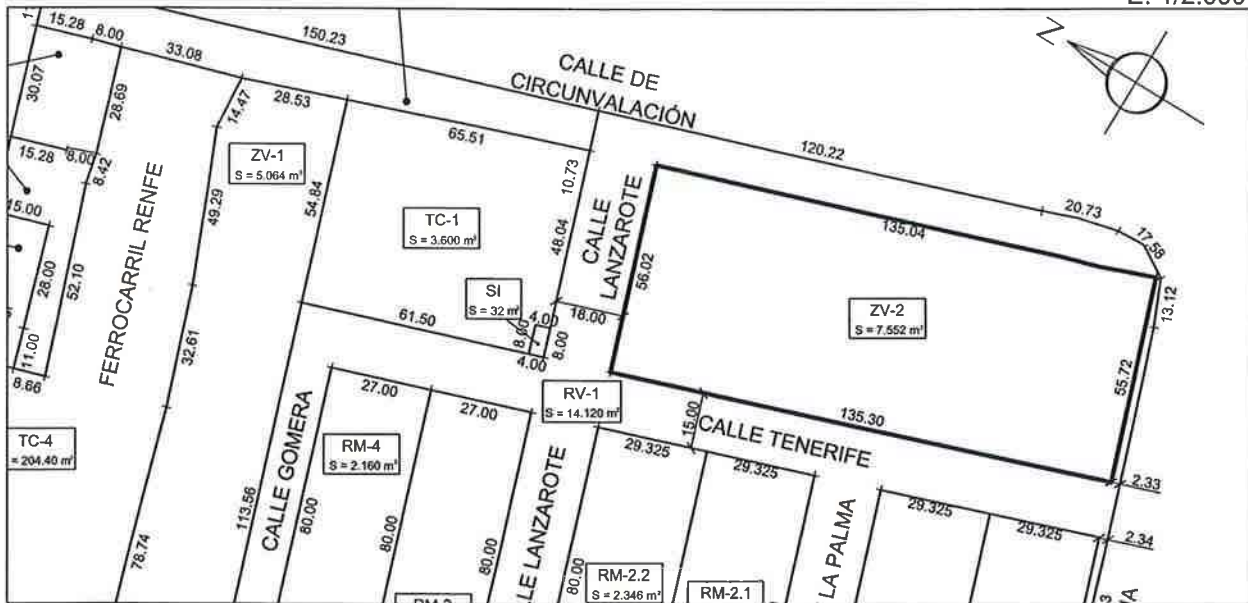 15.28
8.00
33.08
150.23
CALLE DE
CIRCUNVALACIÓN
30.07
28.69
14.47
28.53
65.51
120.22
15.28
8.00
8.42
ZV-1
S = 5.064 m²
10.73
20.73
17.58
15.00
FERROCARRIL RENFE
49.29
54.84
TC-1
S = 3.600 m²
48.04
CALLE
LANZAROTE
135.04
13.12
28.00
52.10
SI
S = 32 m²
56.02
ZV-2
S = 7.552 m²
11.00
8.66
32.61
61.50
4.00
8.00
4.00
8.00
18.00
55.72
27.00
27.00
RV-1
S = 14.120 m²
15.00
135.30
CALLE TENERIFE
TC-4
= 204.40 m²
CALLE GOMERA
RM-4
S = 2.160 m²
29.325
29.325
2.33
29.325
29.325
2.34
78.74
113.56
80.00
80.00
80.00
LE LANZAROTE
80.00
RM-2.2
S = 2.346 m²
RM-2.1
LA PALMA